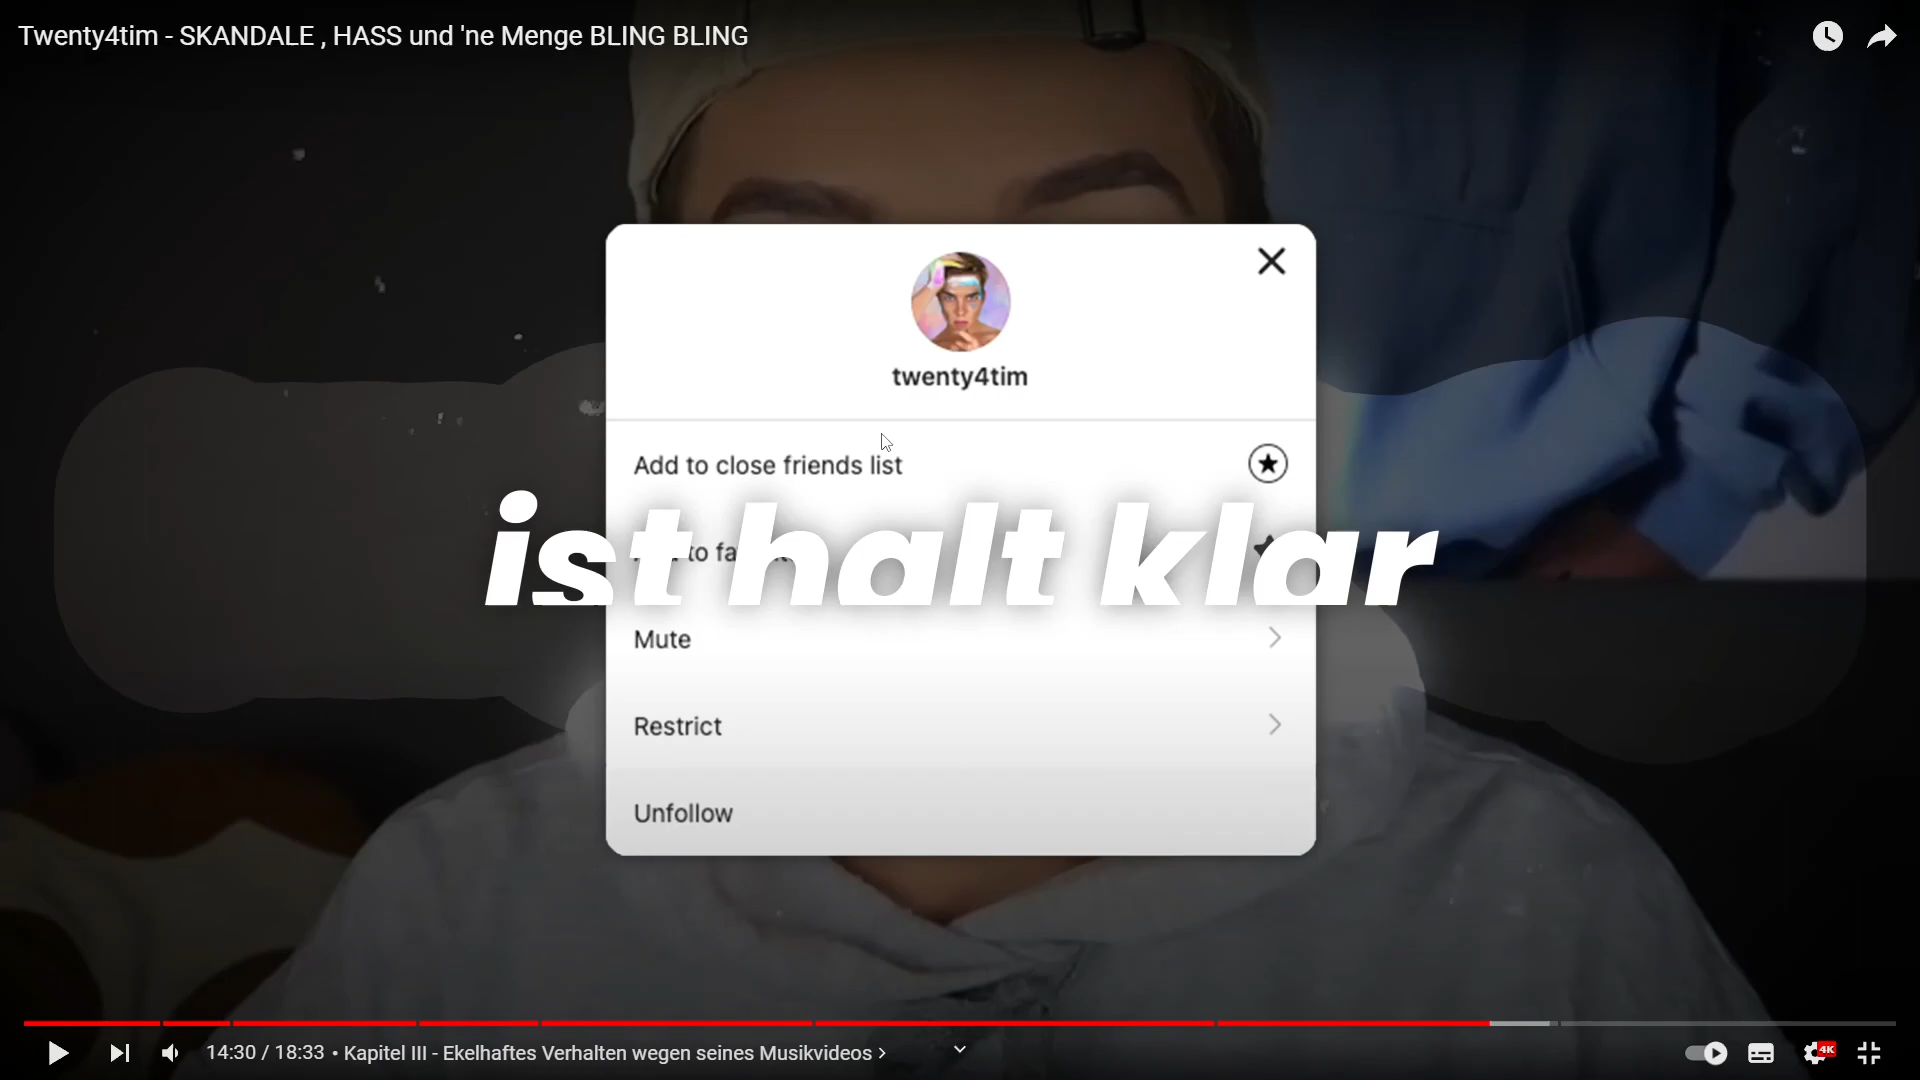 Twenty4tim - SKANDALE , HASS und 'ne Menge BLING BLING
twenty4tim
Add to close friends list
ist halt klar
Mute
Restrict
Unfollow
14:30 / 18:33 • Kapitel III - Ekelhaftes Verhalten wegen seines Musikvideos
4K